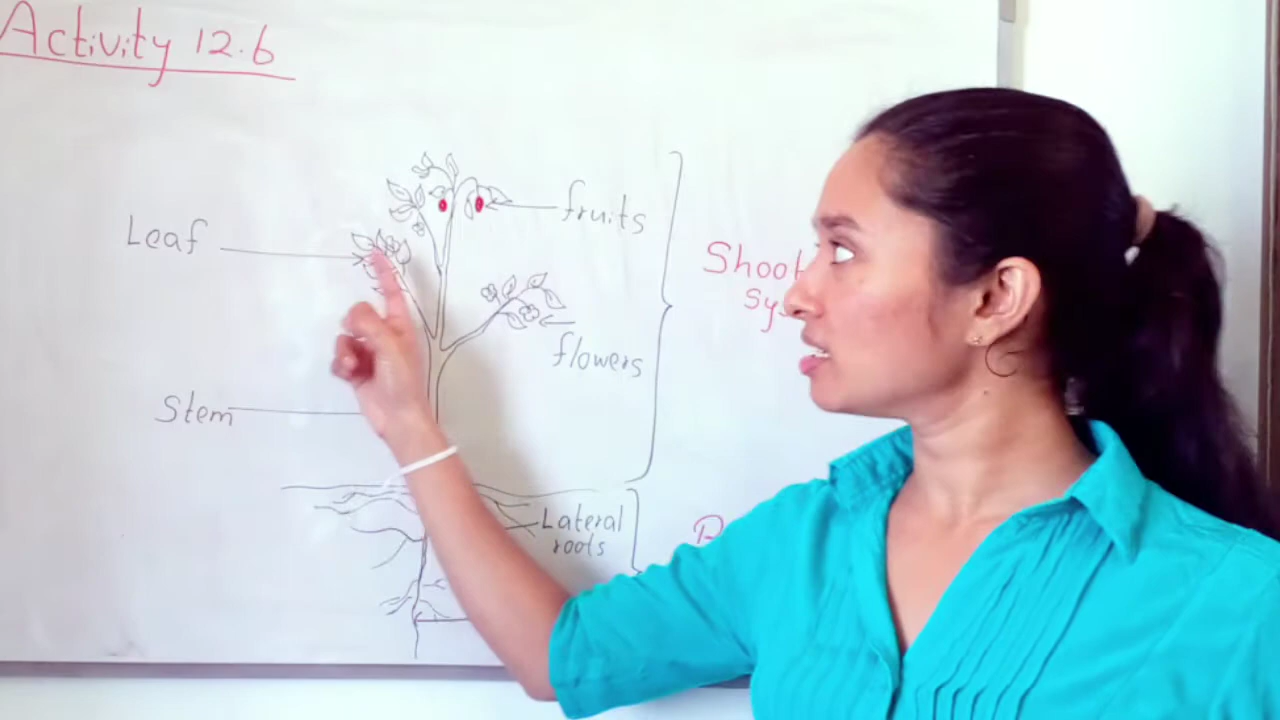 Activity 12.6
fruits
Leaf
flowers
Stem
Lateral
roots